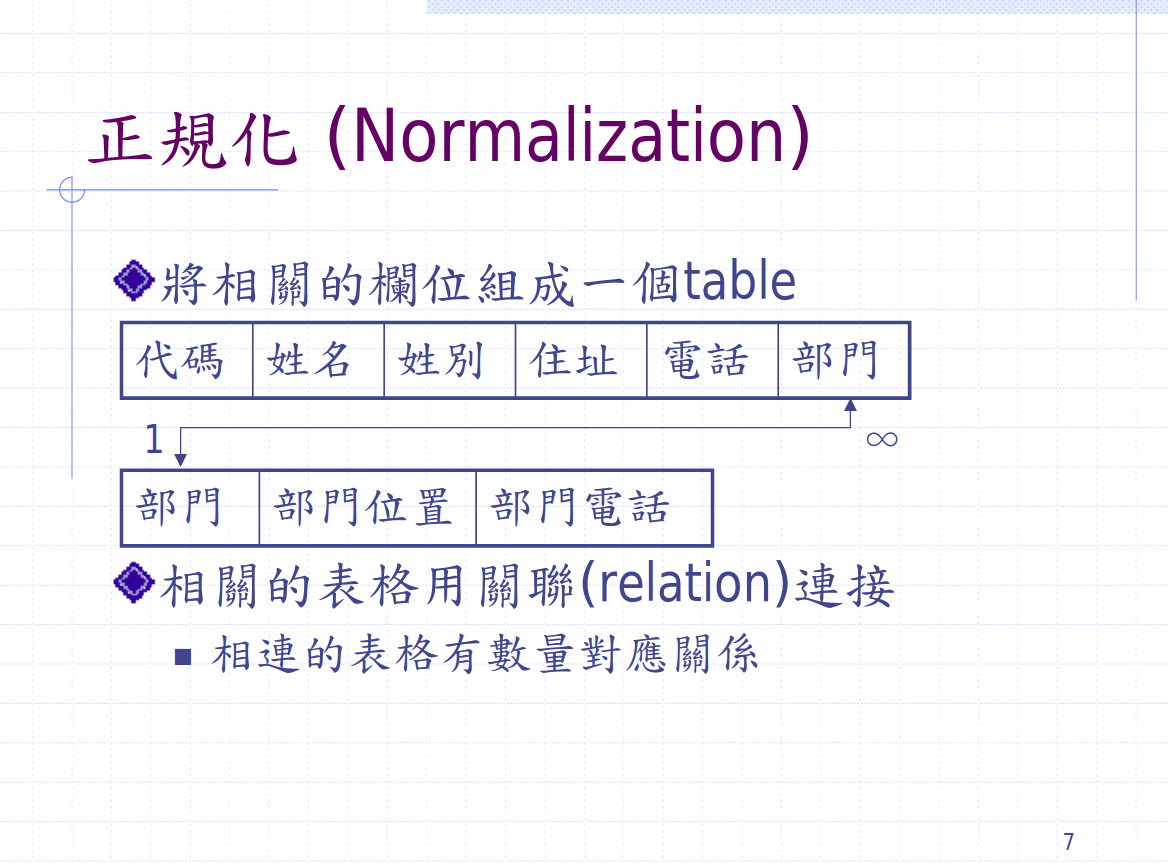 正規化 (Normalization)
將相關的欄位組成一個table
代碼 姓名 姓別 住址 電話 部門
1 ∞
部門 部門位置 部門電話
相關的表格用關聯(relation)連接
相連的表格有數量對應關係
7